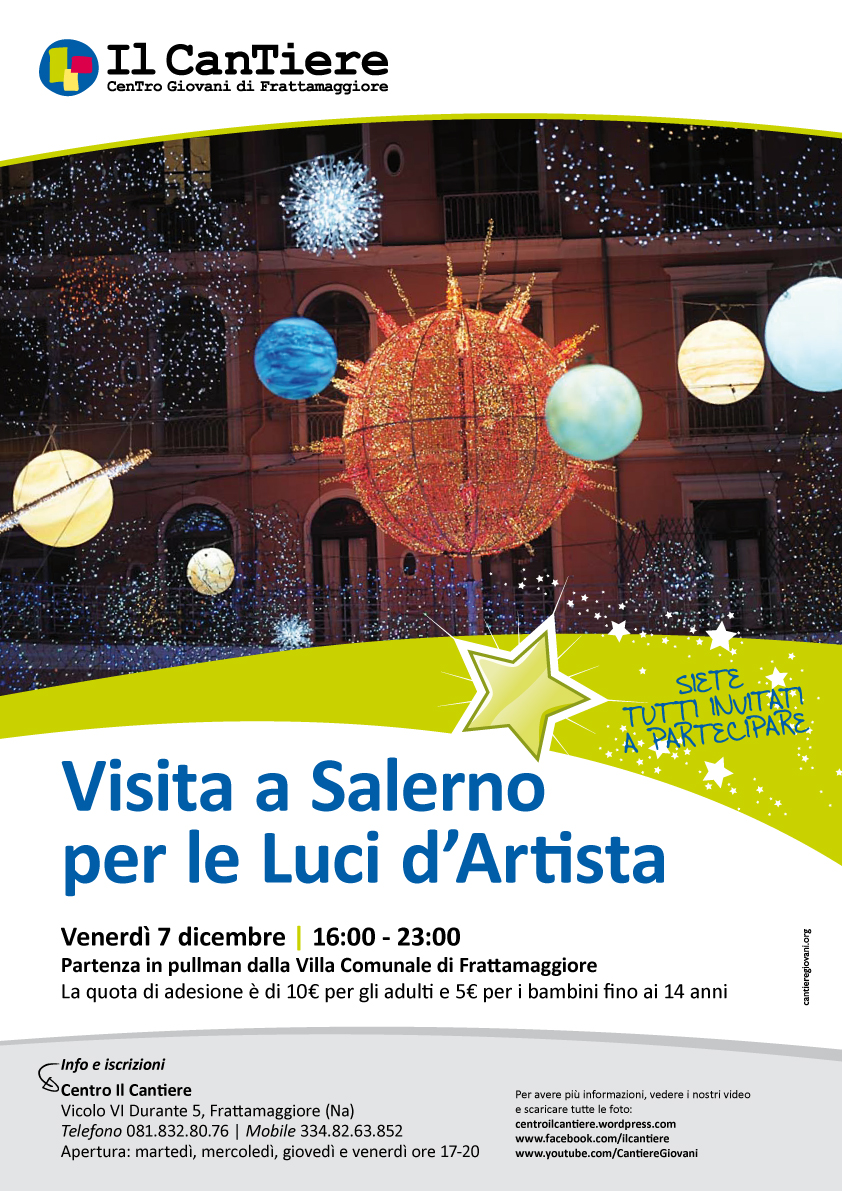 Il CanTiere
CenTro Giovani di Frattamaggiore
SIETE
TUTTI INVITATI
A PARTECIPARE
Visita a Salerno
per le Luci d'Artista
Venerdì 7 dicembre | 16:00 - 23:00
Partenza in pullman dalla Villa Comunale di Frattamaggiore
La quota di adesione è di 10€ per gli adulti e 5€ per i bambini fino ai 14 anni
cantieregiovani.org
Info e iscrizioni
Centro Il Cantiere
Vicolo VI Durante 5, Frattamaggiore (Na)
Telefono 081.832.80.76 | Mobile 334.82.63.852
Apertura: martedì, mercoledì, giovedì e venerdì ore 17-20
Per avere più informazioni, vedere i nostri video
e scaricare tutte le foto:
centroilcantiere.wordpress.com
www.facebook.com/ilcantiere
www.youtube.com/CantiereGiovani